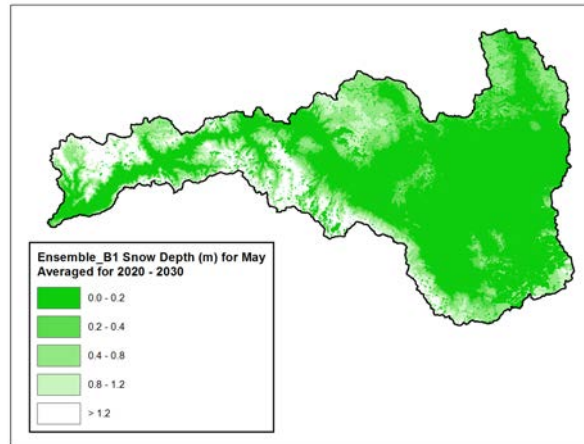 Ensemble_B1 Snow Depth (m) for May
Averaged for 2020 - 2030
0.0 - 0.2
0.2 - 0.4
0.4 - 0.8
0.8 - 1.2
> 1.2